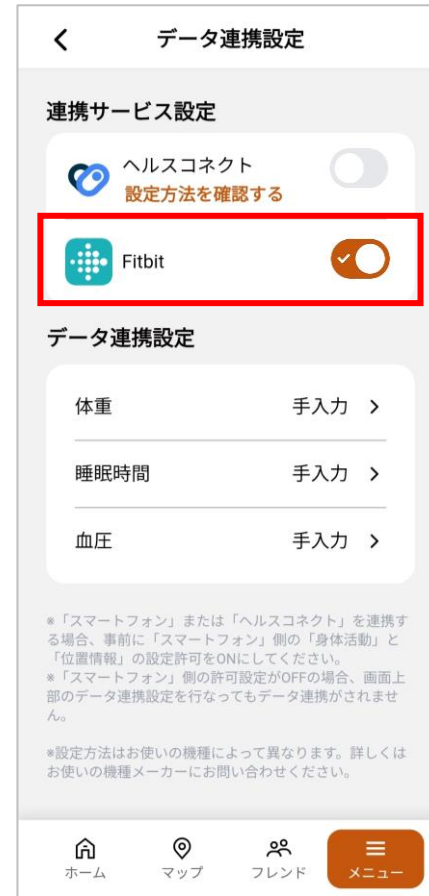 データ連携設定
連携サービス設定
ヘルスコネクト
設定方法を確認する
Fitbit
データ連携設定
体重 手入力
睡眠時間 手入力
血圧 手入力
※「スマートフォン」または「ヘルスコネクト」を連携す
る場合、事前に「スマートフォン」側の「身体活動」と
「位置情報」の設定許可をONにしてください。
※「スマートフォン」側の許可設定がOFFの場合、画面上
部のデータ連携設定を行なってもデータ連携がされませ
ん。
※設定方法はお使いの機種によって異なります。詳しくは
お使いの機種メーカーにお問い合わせください。
ホーム マップ フレンド メニュー